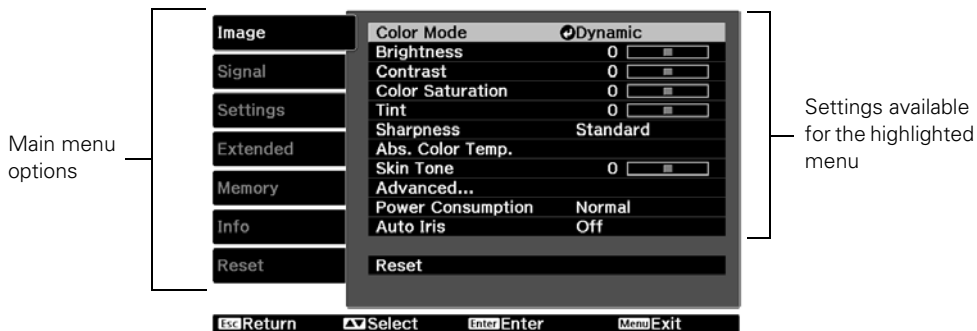 Main menu
options
Image
Signal
Settings
Extended
Memory
Info
Reset
Color Mode Dynamic
Brightness 0
Contrast 0
Color Saturation 0
Tint 0
Sharpness Standard
Abs. Color Temp.
Skin Tone 0
Advanced...
Power Consumption Normal
Auto Iris Off
Reset
Settings available
for the highlighted
menu
Esc Return Select Enter Enter Menu Exit